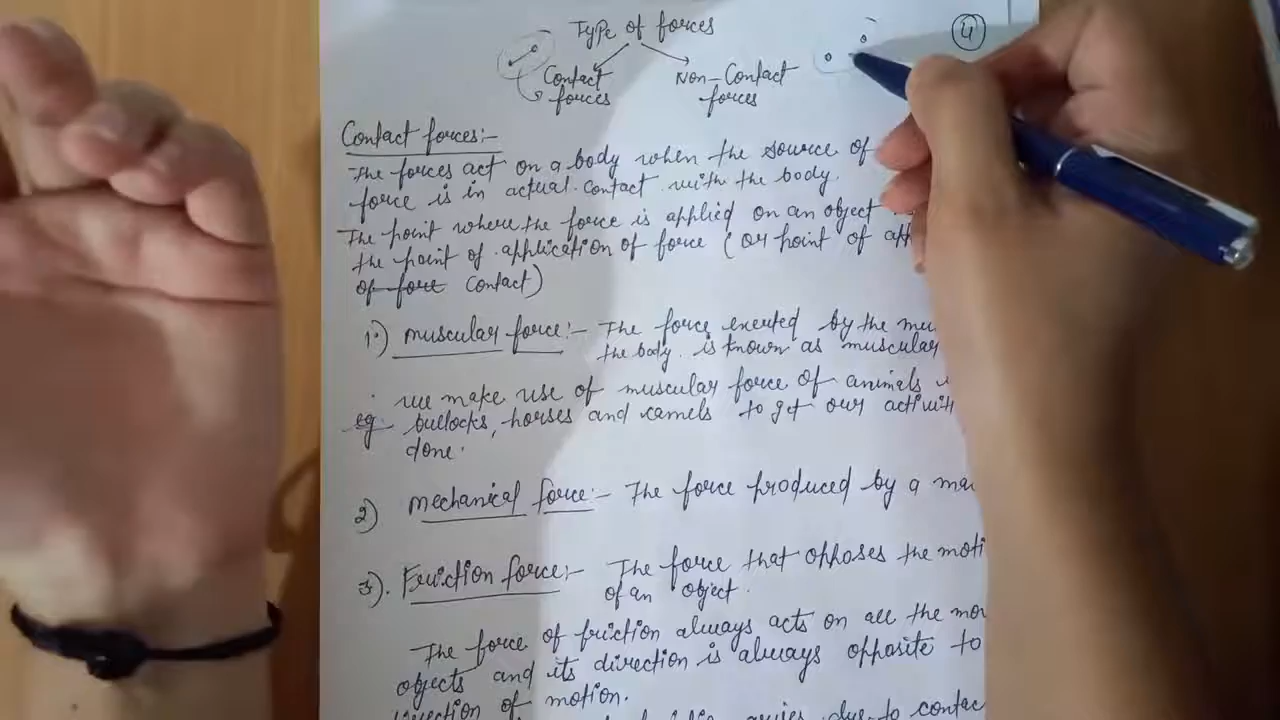 Type of forces
4
Contact
forces
Non-Contact
forces
Contact forces:-
The forces act on a body when the source of
force is in actual contact with the body.
The point where the force is applied on an object
the point of application of force (or point of
of force contact)
1.) muscular force:- The force exerted by the
the body is known as muscular
we make use of muscular force of animals
eg. bullocks, horses and camels to get our
done.
2) Mechanical force:- The force produced by a
3). Friction force:- The force that opposes the
of an object.
The force of friction always acts on all the
objects and its direction is always opposite to
direction of motion.
due to